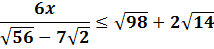 6x/(√56 − 7√2) ≤ √98 + 2√14